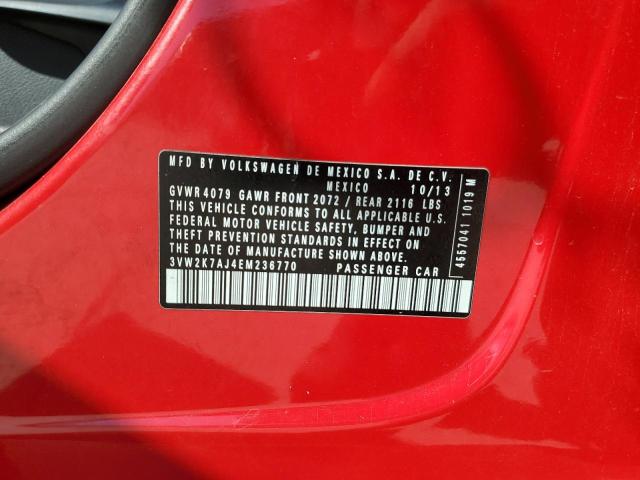 MFD BY VOLKSWAGEN DE MEXICO S.A. DE C.V.
MEXICO 10/13
GVWR 4079 GAWR FRONT 2072 / REAR 2116 LBS
THIS VEHICLE CONFORMS TO ALL APPLICABLE U.S.
FEDERAL MOTOR VEHICLE SAFETY, BUMPER AND
THEFT PREVENTION STANDARDS IN EFFECT ON
THE DATE OF MANUFACTURE SHOWN ABOVE.
3VW2K7AJ4EM236770 PASSENGER CAR
4557041 1019 M